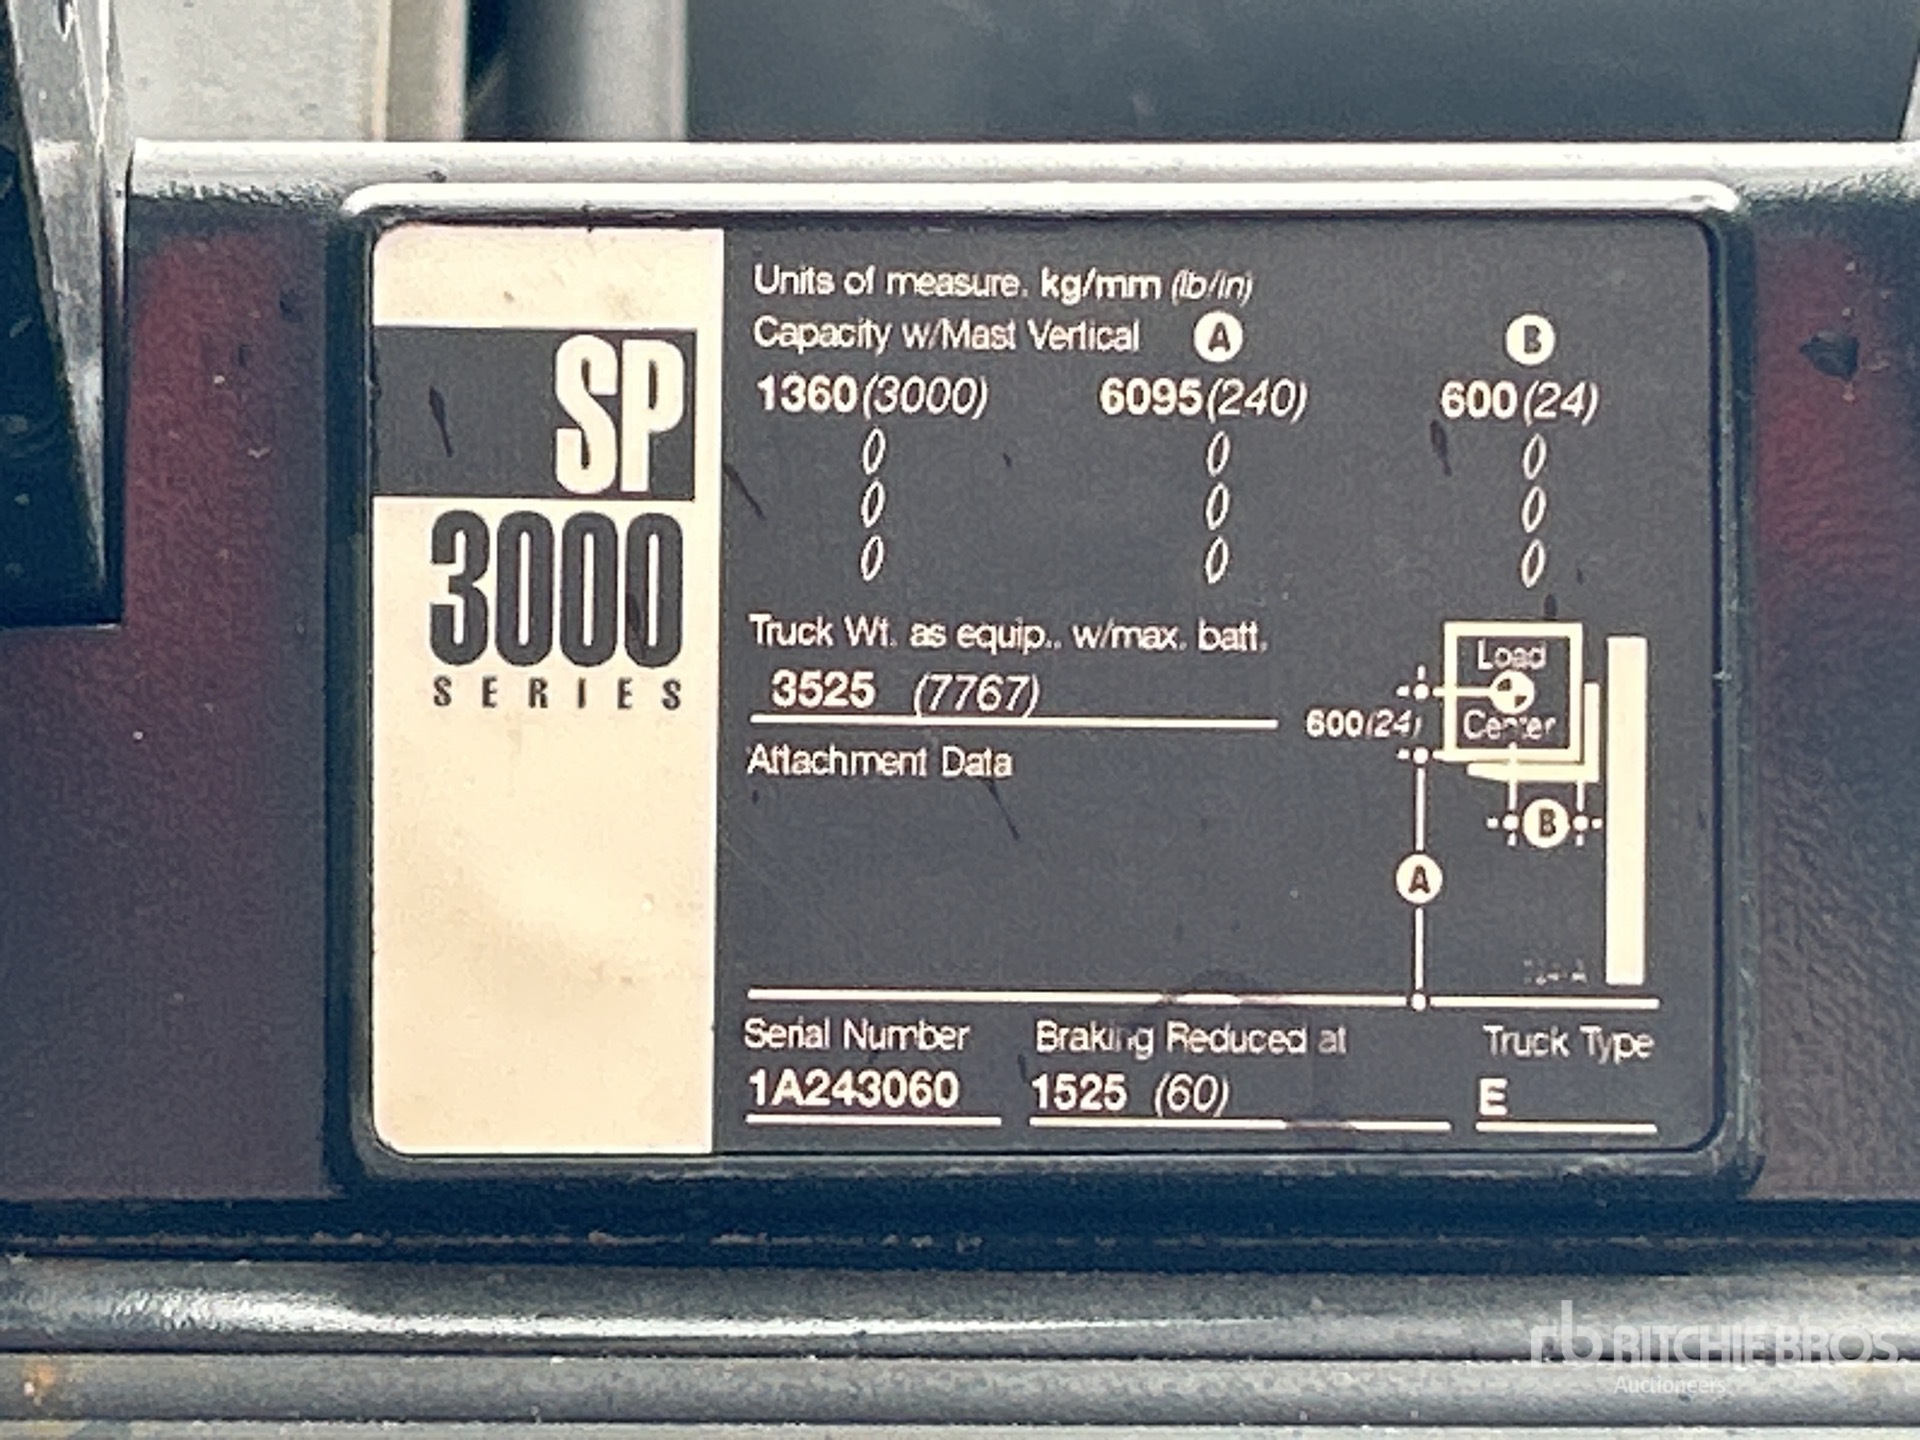 SP
3000
SERIES
Units of measure. kg/mm (lb/in)
Capacity w/Mast Vertical A B
1360 (3000) 6095 (240) 600 (24)
0 0 0
0 0 0
0 0 0
Truck Wt. as equip.. w/max. batt.
3525 (7767)
Attachment Data
Load
Center
600 (24)
B
A
Serial Number Braking Reduced at Truck Type
1A243060 1525 (60) E
rb RITCHIE BROS.
Auctioneers